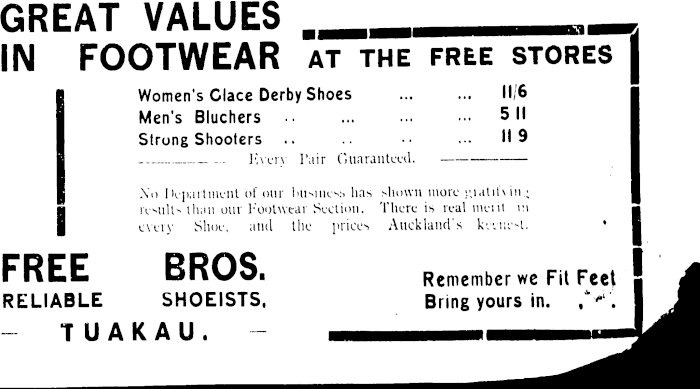 GREAT VALUES
IN FOOTWEAR AT THE FREE STORES
Women's Glace Derby Shoes ... ... 11/6
Men's Bluchers .. ... ... 5 11
Strong Shooters .. .. .. ... 11 9
Every Pair Guaranteed.
No Department of our business has shown more gratifying
results than our Footwear Section. There is real merit in
every Shoe, and the prices Auckland's keenest.
FREE BROS.
RELIABLE SHOEISTS,
— TUAKAU. —
Remember we Fit Feet
Bring yours in.